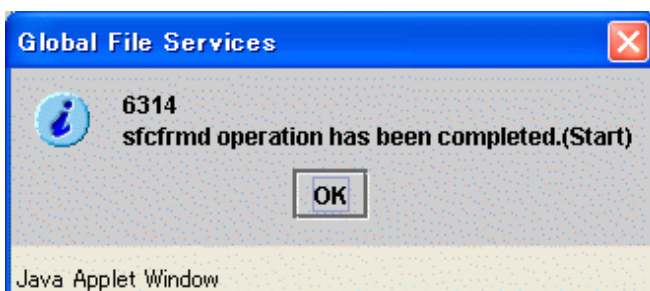 Global File Services
6314
sfcfrmd operation has been completed.(Start)
OK
Java Applet Window